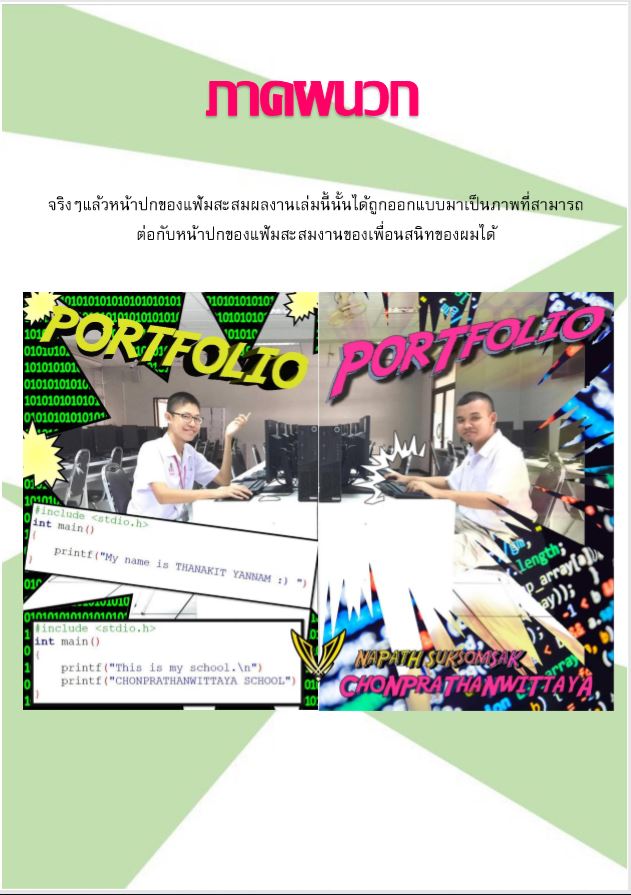 ภาคผนวก
จริงๆแล้วหน้าปกของแฟ้มสะสมผลงานเล่มนี้นั้นได้ถูกออกแบบมาเป็นภาพที่สามารถ
ต่อกับหน้าปกของแฟ้มสะสมงานของเพื่อนสนิทของผมได้
PORTFOLIO
#include <stdio.h>
int main()
{
printf("My name is THANAKIT YANNAM :) ")
}
#include <stdio.h>
int main()
{
printf("This is my school.\n")
printf("CHONPRATHANWITTAYA SCHOOL")
}
PORTFOLIO
.length;
NAPATH SUKSOMSAK
CHONPRATHANWITTAYA